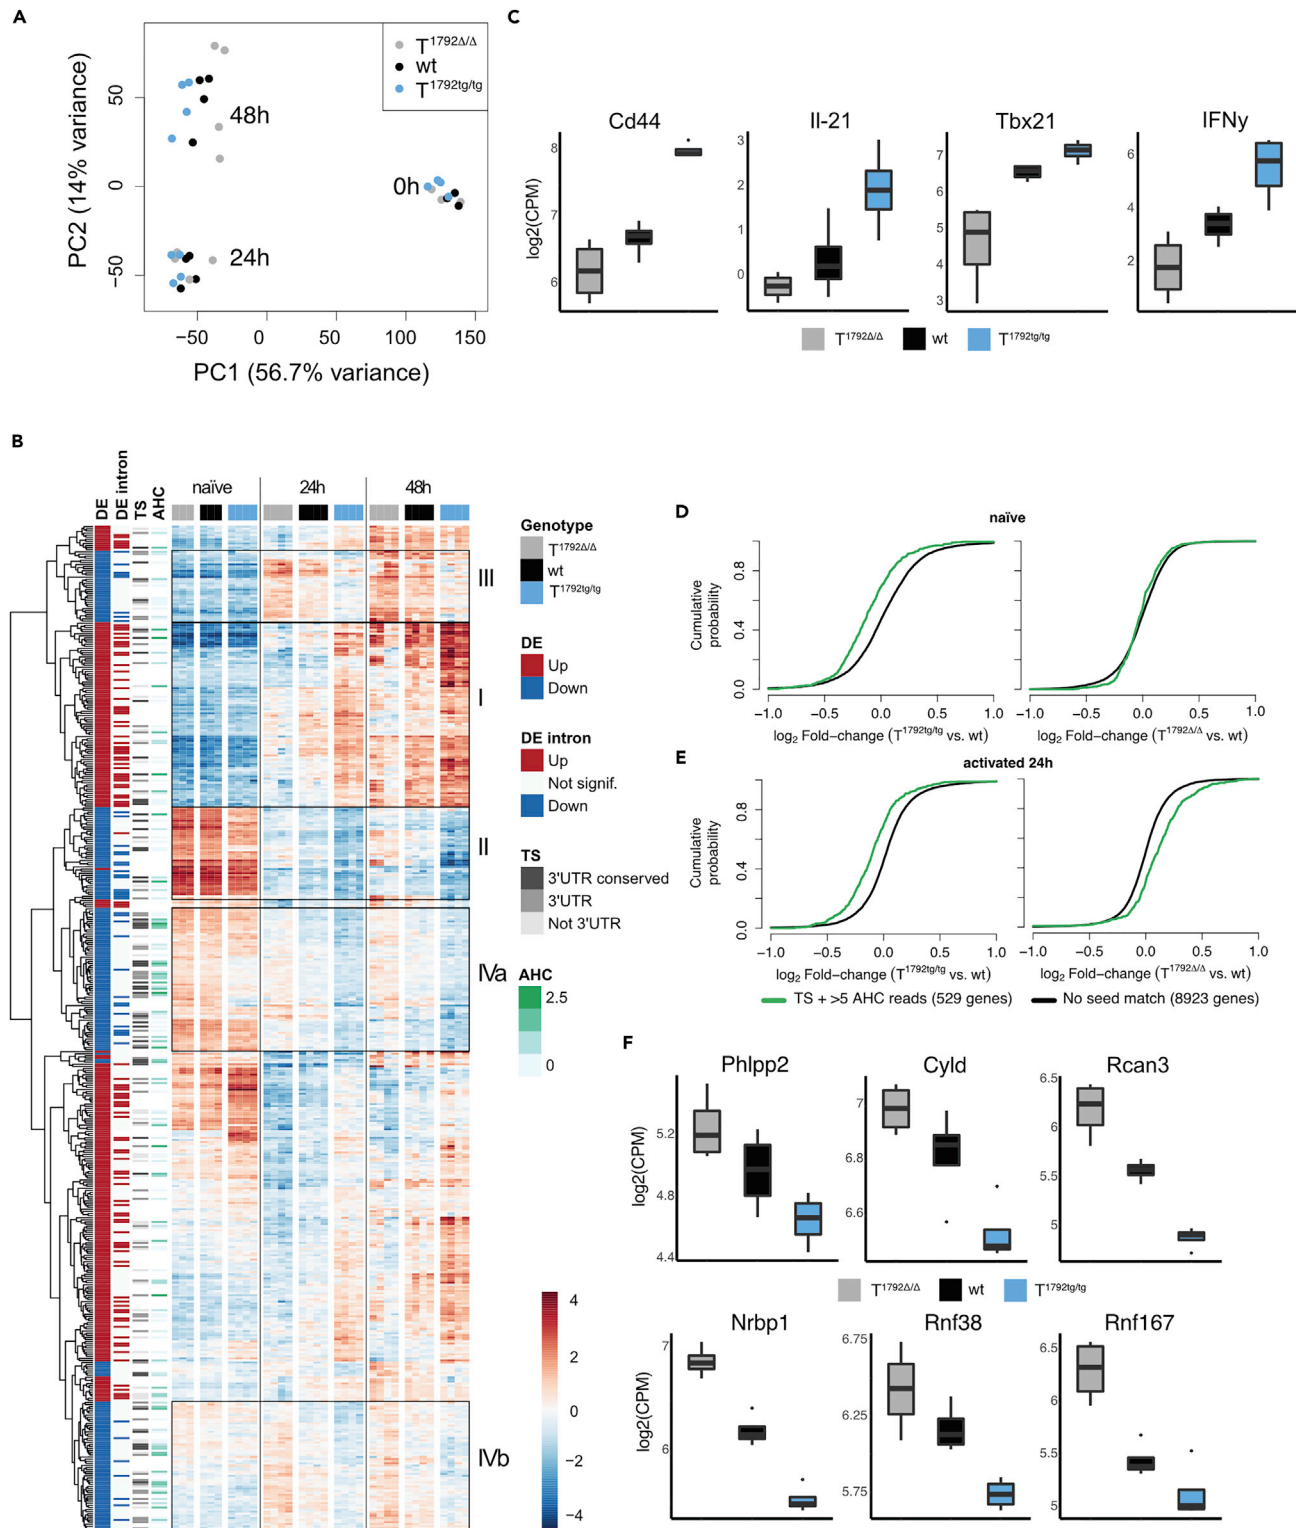 A
PC2 (14% variance)
50
0
−50
T1792Δ/Δ
wt
T1792tg/tg
48h
0h
24h
−50
0
50
100
150
PC1 (56.7% variance)
C
Cd44
Il-21
Tbx21
IFNy
log2(CPM)
8
7
6
3
2
1
0
7
6
5
4
3
6
4
2
T1792Δ/Δ
wt
T1792tg/tg
B
DE
DE intron
TS
AHC
naïve
24h
48h
III
I
II
IVa
IVb
Genotype
T1792Δ/Δ
wt
T1792tg/tg
DE
Up
Down
DE intron
Up
Not signif.
Down
TS
3'UTR conserved
3'UTR
Not 3'UTR
AHC
2.5
0
4
2
0
−2
−4
D
naïve
Cumulative
probability
0.8
0.4
0.0
−1.0
−0.5
0.0
0.5
1.0
log2 Fold−change (T1792tg/tg vs. wt)
−1.0
−0.5
0.0
0.5
1.0
log2 Fold−change (T1792Δ/Δ vs. wt)
E
activated 24h
Cumulative
probability
0.8
0.4
0.0
−1.0
−0.5
0.0
0.5
1.0
log2 Fold−change (T1792tg/tg vs. wt)
−1.0
−0.5
0.0
0.5
1.0
log2 Fold−change (T1792Δ/Δ vs. wt)
TS + >5 AHC reads (529 genes)
No seed match (8923 genes)
F
Phlpp2
Cyld
Rcan3
log2(CPM)
5.2
4.8
4.4
7
6.8
6.6
6.5
6
5.5
5
T1792Δ/Δ
wt
T1792tg/tg
Nrbp1
Rnf38
Rnf167
log2(CPM)
7
6
6.75
6.25
5.75
6.5
6
5.5
5